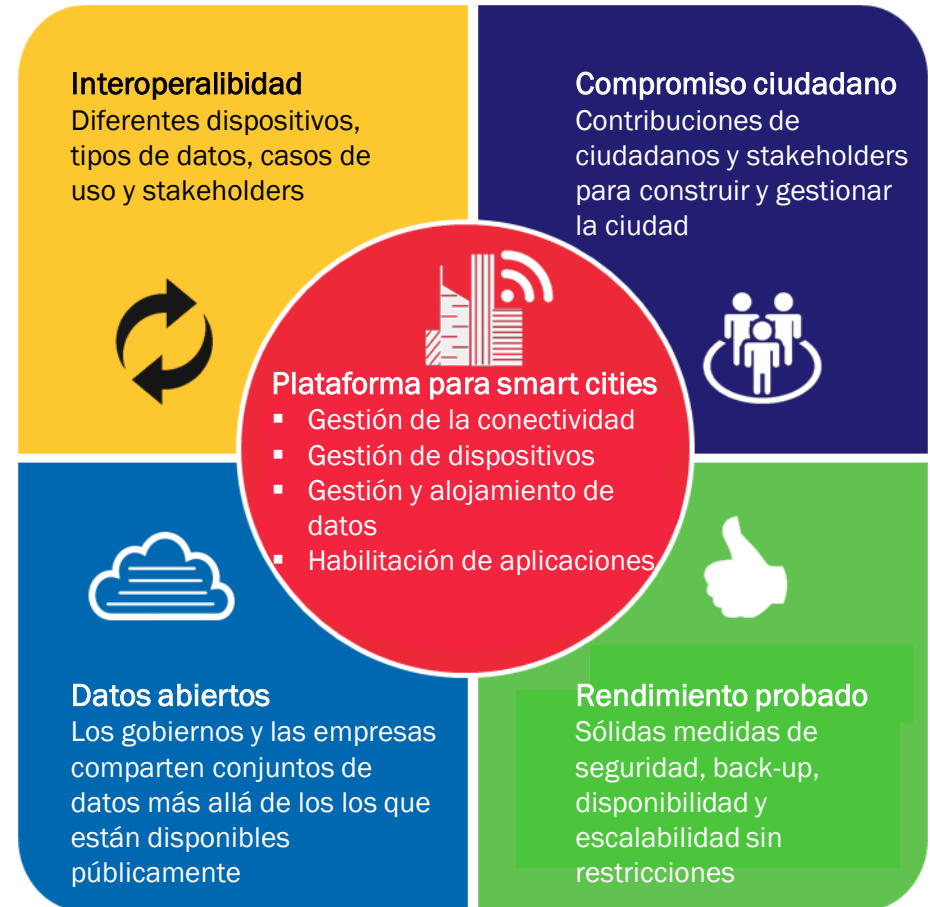 Interoperalibidad
Diferentes dispositivos,
tipos de datos, casos de
uso y stakeholders
Compromiso ciudadano
Contribuciones de
ciudadanos y stakeholders
para construir y gestionar
la ciudad
Plataforma para smart cities
▪ Gestión de la conectividad
▪ Gestión de dispositivos
▪ Gestión y alojamiento de
datos
▪ Habilitación de aplicaciones
Datos abiertos
Los gobiernos y las empresas
comparten conjuntos de
datos más allá de los los que
están disponibles
públicamente
Rendimiento probado
Sólidas medidas de
seguridad, back-up,
disponibilidad y
escalabilidad sin
restricciones